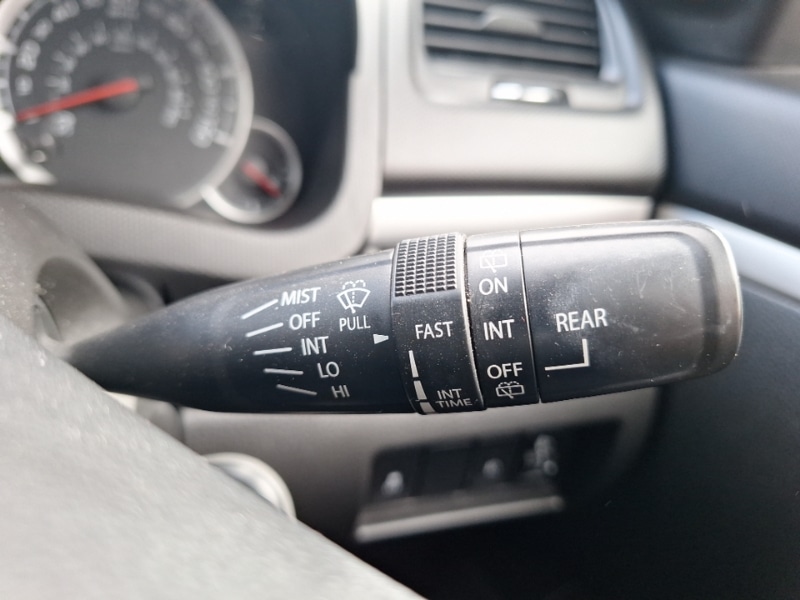 MIST
OFF
INT
LO
HI
PULL
FAST
INT
TIME
ON
INT
OFF
REAR